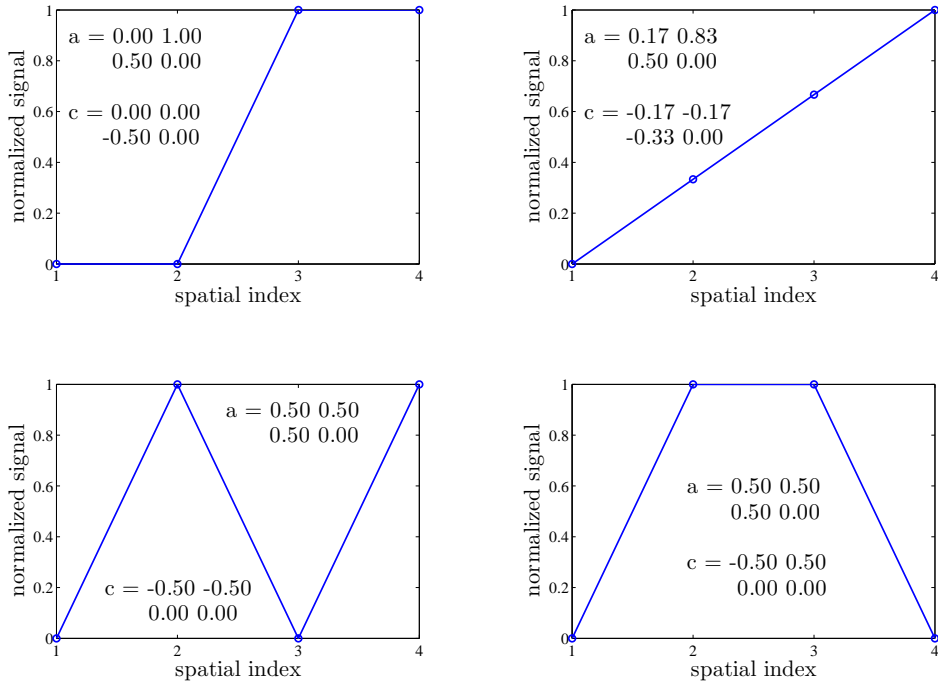 1
0.8
0.6
0.4
0.2
0
normalized signal
a = 0.00 1.00
0.50 0.00
c = 0.00 0.00
-0.50 0.00
1 2 3 4
spatial index
1
0.8
0.6
0.4
0.2
0
normalized signal
a = 0.17 0.83
0.50 0.00
c = -0.17 -0.17
-0.33 0.00
1 2 3 4
spatial index
1
0.8
0.6
0.4
0.2
0
normalized signal
a = 0.50 0.50
0.50 0.00
c = -0.50 -0.50
0.00 0.00
1 2 3 4
spatial index
1
0.8
0.6
0.4
0.2
0
normalized signal
a = 0.50 0.50
0.50 0.00
c = -0.50 0.50
0.00 0.00
1 2 3 4
spatial index